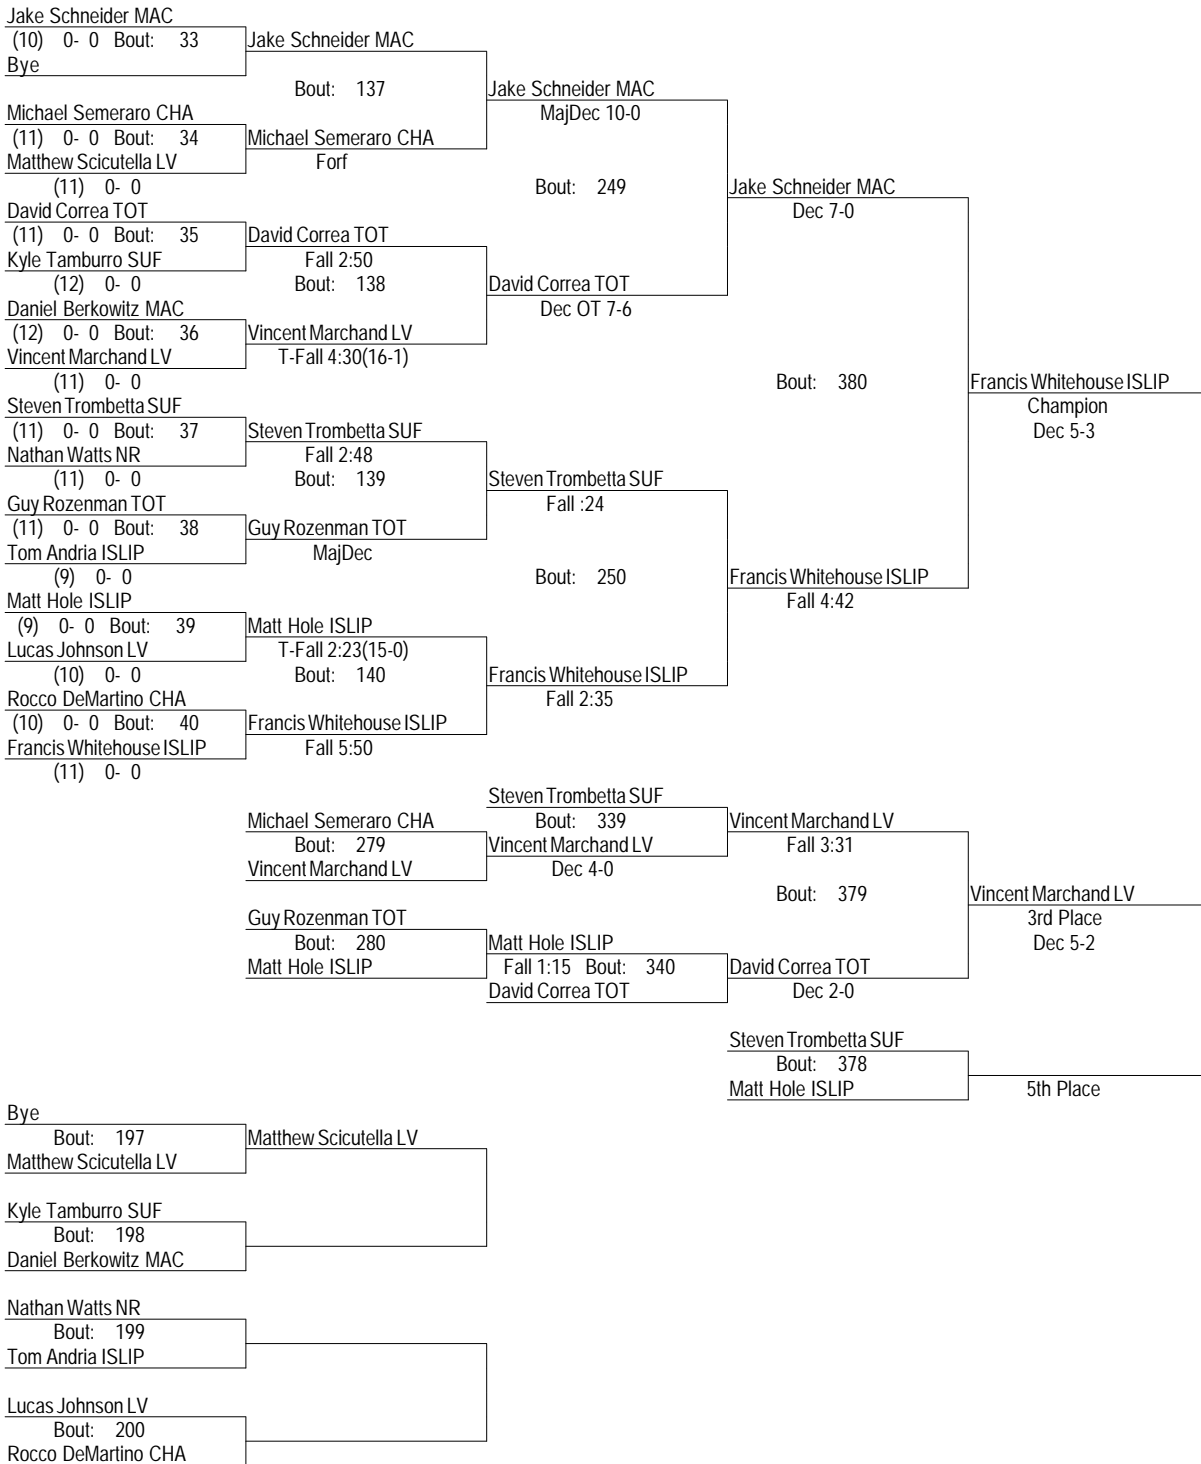 Jake Schneider MAC
(10) 0- 0 Bout: 33 Jake Schneider MAC
Bye
Bout: 137 Jake Schneider MAC
Michael Semeraro CHA MajDec 10-0
(11) 0- 0 Bout: 34 Michael Semeraro CHA
Matthew Scicutella LV Forf
(11) 0- 0 Bout: 249 Jake Schneider MAC
David Correa TOT Dec 7-0
(11) 0- 0 Bout: 35 David Correa TOT
Kyle Tamburro SUF Fall 2:50
(12) 0- 0 Bout: 138 David Correa TOT
Daniel Berkowitz MAC Dec OT 7-6
(12) 0- 0 Bout: 36 Vincent Marchand LV
Vincent Marchand LV T-Fall 4:30(16-1)
(11) 0- 0 Bout: 380 Francis Whitehouse ISLIP
Steven Trombetta SUF Champion
(11) 0- 0 Bout: 37 Steven Trombetta SUF Dec 5-3
Nathan Watts NR Fall 2:48
(11) 0- 0 Bout: 139 Steven Trombetta SUF
Guy Rozenman TOT Fall :24
(11) 0- 0 Bout: 38 Guy Rozenman TOT
Tom Andria ISLIP MajDec
(9) 0- 0 Bout: 250 Francis Whitehouse ISLIP
Matt Hole ISLIP Fall 4:42
(9) 0- 0 Bout: 39 Matt Hole ISLIP
Lucas Johnson LV T-Fall 2:23(15-0)
(10) 0- 0 Bout: 140 Francis Whitehouse ISLIP
Rocco DeMartino CHA Fall 2:35
(10) 0- 0 Bout: 40 Francis Whitehouse ISLIP
Francis Whitehouse ISLIP Fall 5:50
(11) 0- 0
Steven Trombetta SUF
Michael Semeraro CHA Bout: 339 Vincent Marchand LV
Bout: 279 Vincent Marchand LV Fall 3:31
Vincent Marchand LV Dec 4-0
Bout: 379 Vincent Marchand LV
Guy Rozenman TOT 3rd Place
Bout: 280 Matt Hole ISLIP Dec 5-2
Matt Hole ISLIP Fall 1:15 Bout: 340 David Correa TOT
David Correa TOT Dec 2-0
Steven Trombetta SUF
Bout: 378
Matt Hole ISLIP 5th Place
Bye
Bout: 197 Matthew Scicutella LV
Matthew Scicutella LV
Kyle Tamburro SUF
Bout: 198
Daniel Berkowitz MAC
Nathan Watts NR
Bout: 199
Tom Andria ISLIP
Lucas Johnson LV
Bout: 200
Rocco DeMartino CHA